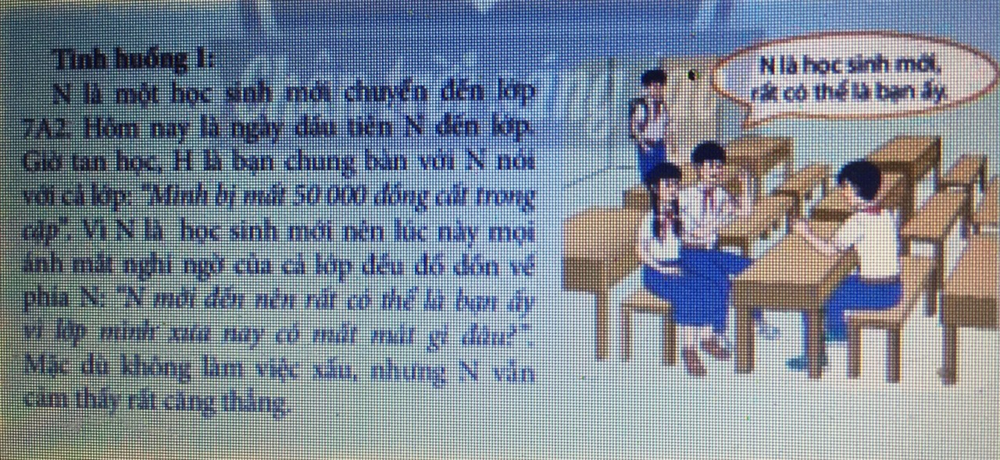 Tình huống 1:
N là một học sinh mới chuyển đến lớp
7A2. Hôm nay là ngày đầu tiên N đến lớp.
Giờ tan học, H là bạn chung bàn với N nói
với cả lớp: "Mình bị mất 50 000 đồng cất trong
cặp". Vì N là học sinh mới nên lúc này mọi
ánh mắt nghi ngờ của cả lớp đều đổ dồn về
phía N: "N mới đến nên rất có thể là bạn ấy
vì lớp mình xưa nay có mất mát gì đâu?".
Mặc dù không làm việc xấu, nhưng N vẫn
cảm thấy rất căng thẳng.
N là học sinh mới,
rất có thể là bạn ấy.